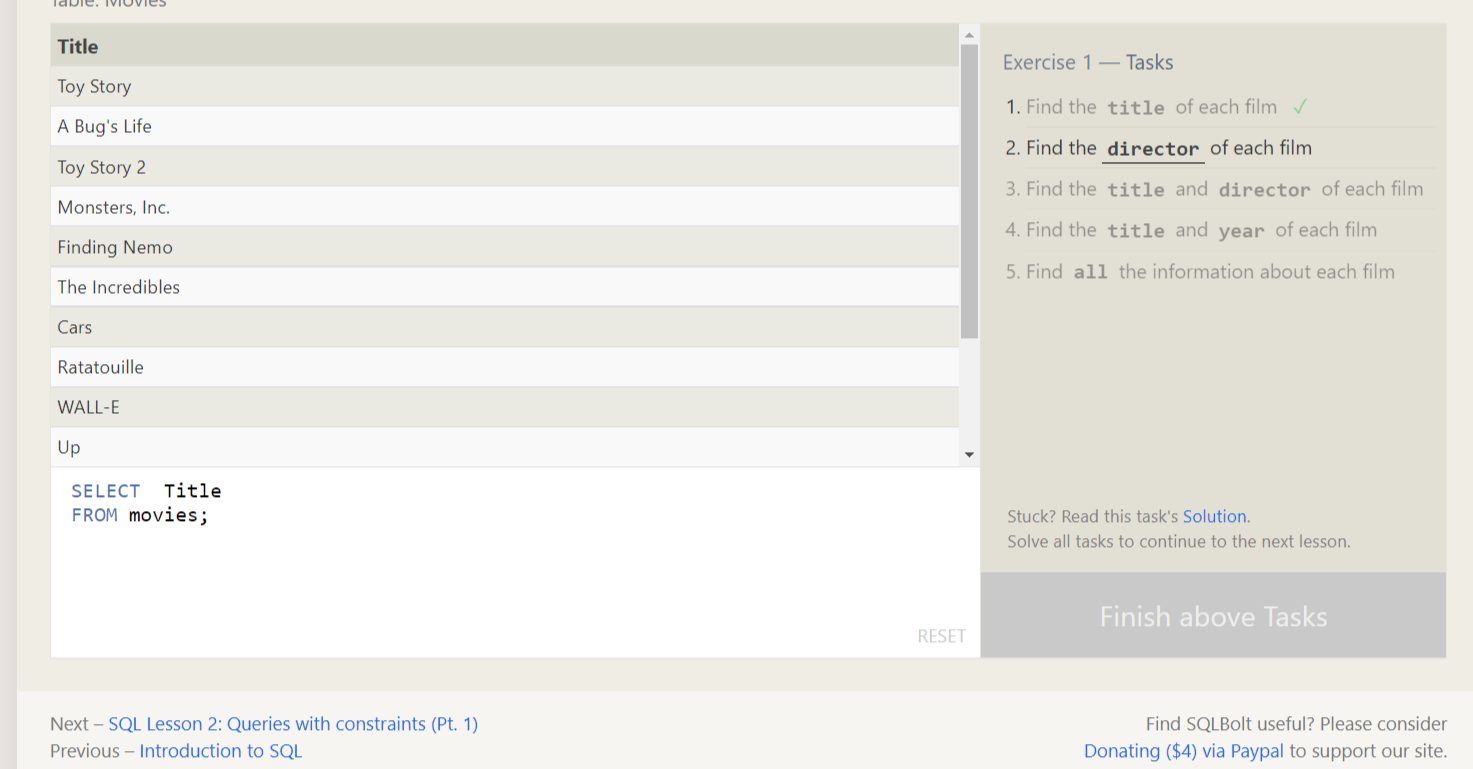 Table: Movies
Title
Toy Story
A Bug's Life
Toy Story 2
Monsters, Inc.
Finding Nemo
The Incredibles
Cars
Ratatouille
WALL-E
Up
SELECT  Title
FROM movies;
RESET
Exercise 1 — Tasks
1. Find the title of each film ✓
2. Find the director of each film
3. Find the title and director of each film
4. Find the title and year of each film
5. Find all the information about each film
Stuck? Read this task's Solution.
Solve all tasks to continue to the next lesson.
Finish above Tasks
Next – SQL Lesson 2: Queries with constraints (Pt. 1)
Previous – Introduction to SQL
Find SQLBolt useful? Please consider
Donating ($4) via Paypal to support our site.